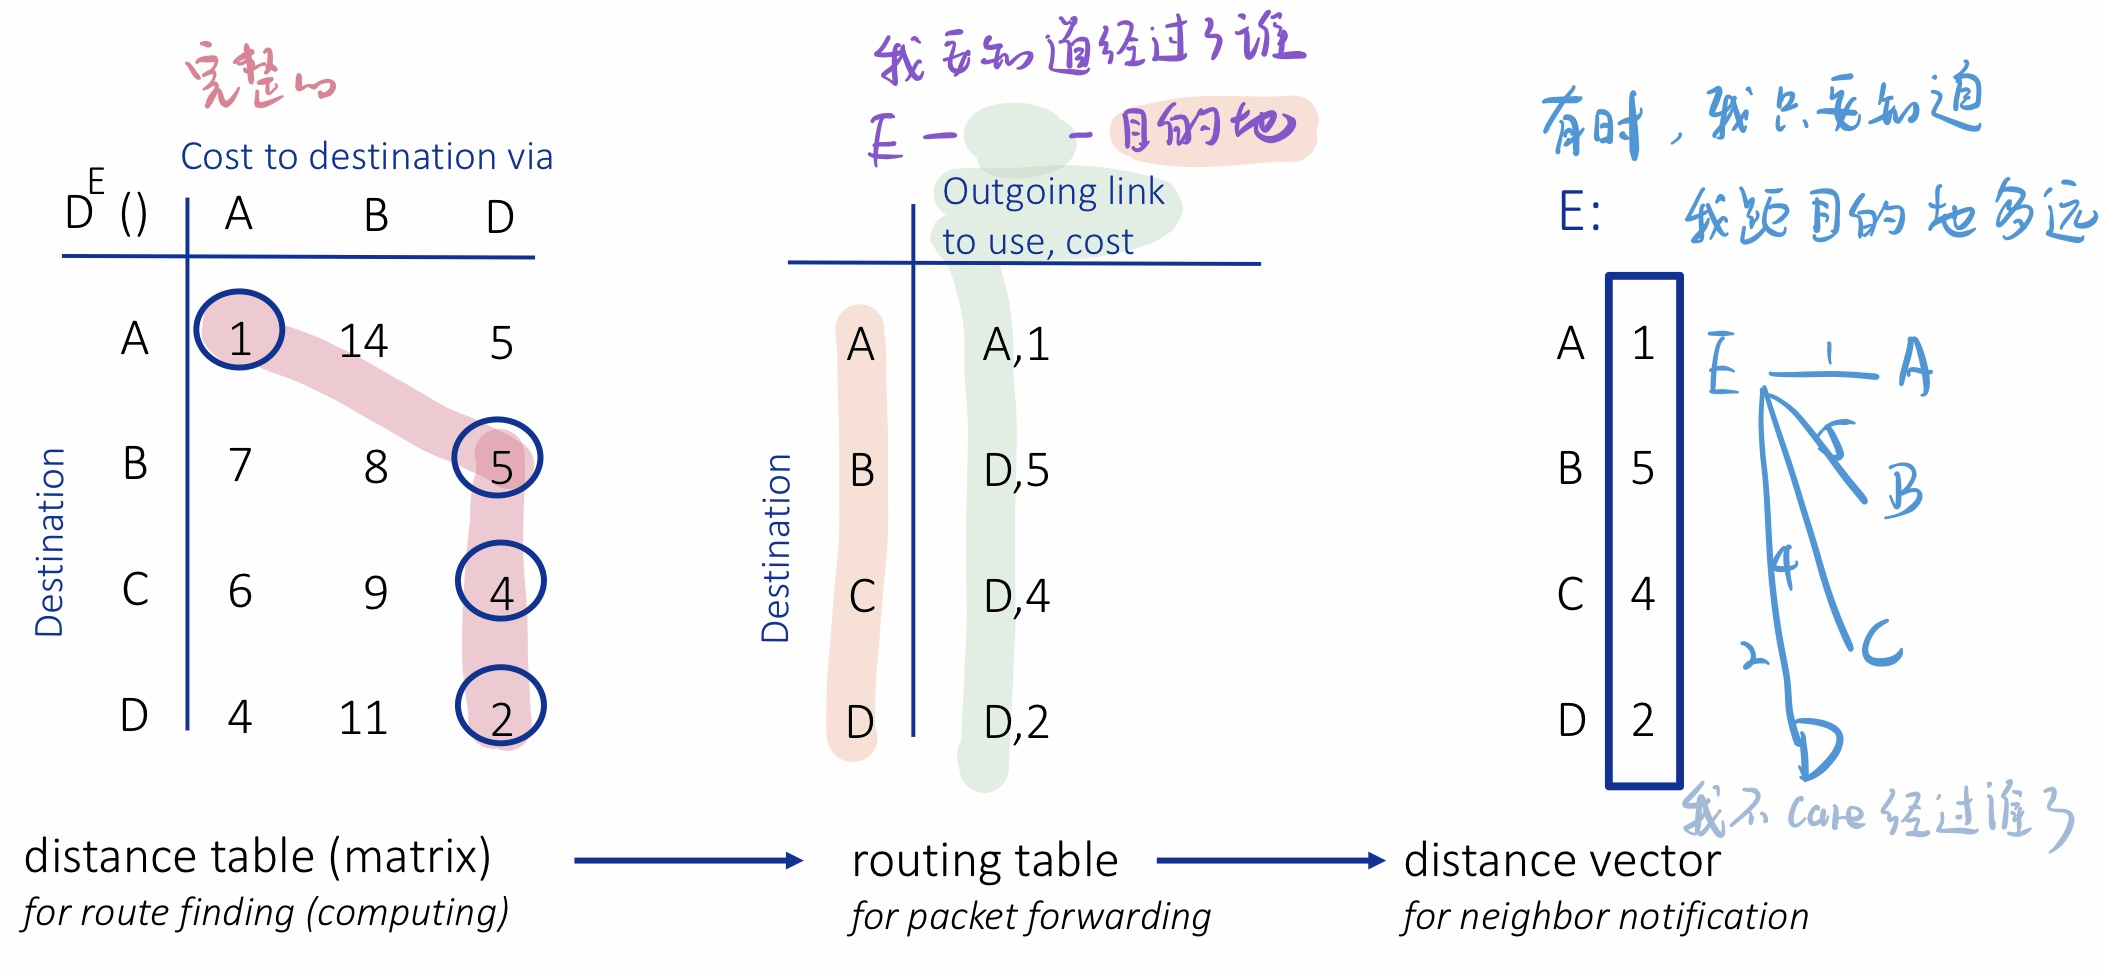 完整的
Cost to destination via
D^E () A B D
A 1 14 5
B 7 8 5
C 6 9 4
D 4 11 2
Destination
distance table (matrix)
for route finding (computing)
我要知道经过了谁
E - - 目的地
Outgoing link
to use, cost
A A,1
B D,5
C D,4
D D,2
Destination
routing table
for packet forwarding
有时,我只要知道
E: 我距目的地多远
A 1
B 5
C 4
D 2
E 1 A
5 B
4 C
2 D
我不care经过谁了
distance vector
for neighbor notification